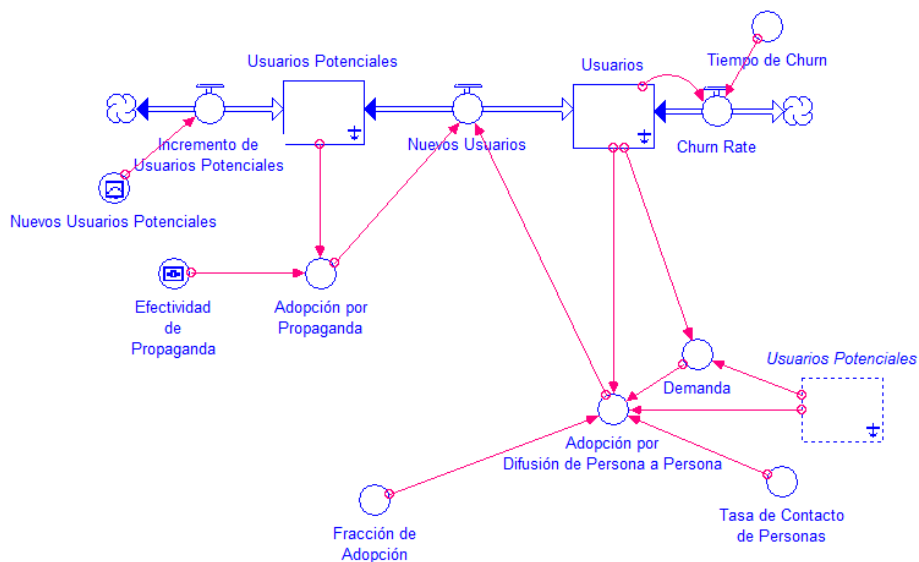 Usuarios Potenciales
Usuarios
Tiempo de Churn
Incremento de
Usuarios Potenciales
Nuevos Usuarios
Churn Rate
Nuevos Usuarios Potenciales
Efectividad
de
Propaganda
Adopción por
Propaganda
Usuarios Potenciales
Demanda
Adopción por
Difusión de Persona a Persona
Fracción de
Adopción
Tasa de Contacto
de Personas